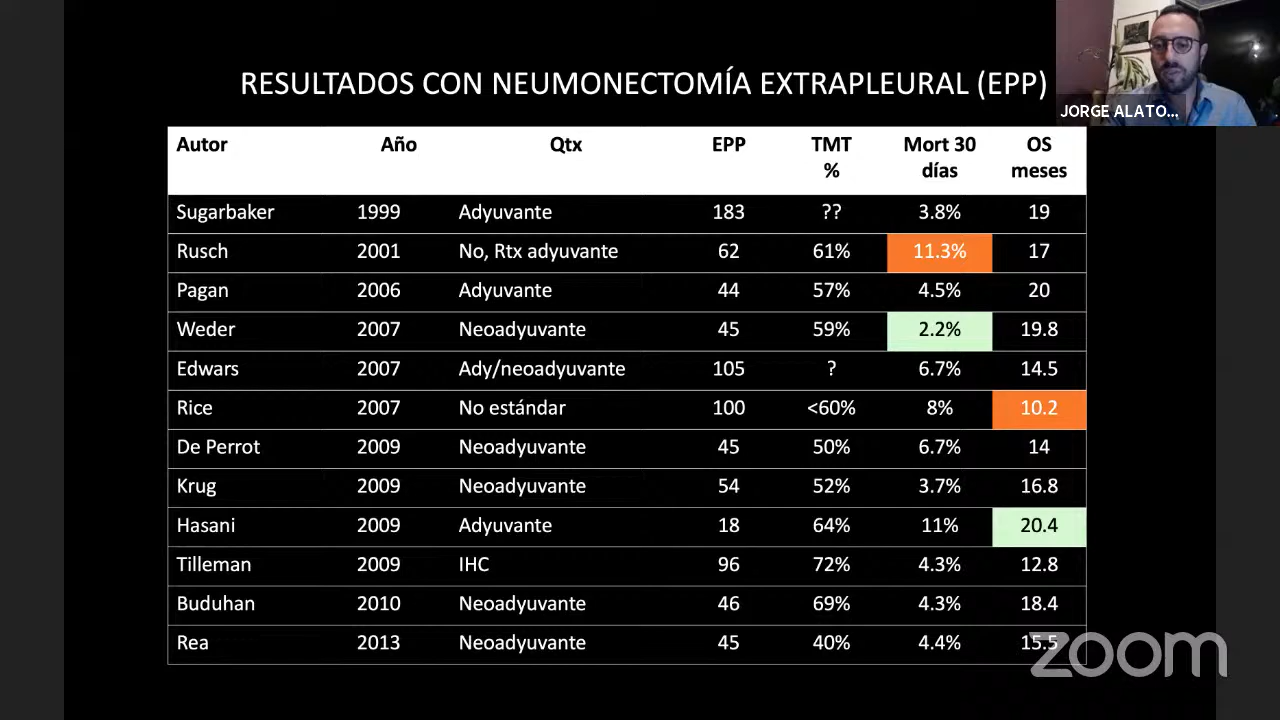 RESULTADOS CON NEUMONECTOMÍA EXTRAPLEURAL (EPP)
JORGE ALATO...
Autor Año Qtx EPP TMT % Mort 30 días OS meses
Sugarbaker 1999 Adyuvante 183 ?? 3.8% 19
Rusch 2001 No, Rtx adyuvante 62 61% 11.3% 17
Pagan 2006 Adyuvante 44 57% 4.5% 20
Weder 2007 Neoadyuvante 45 59% 2.2% 19.8
Edwars 2007 Ady/neoadyuvante 105 ? 6.7% 14.5
Rice 2007 No estándar 100 <60% 8% 10.2
De Perrot 2009 Neoadyuvante 45 50% 6.7% 14
Krug 2009 Neoadyuvante 54 52% 3.7% 16.8
Hasani 2009 Adyuvante 18 64% 11% 20.4
Tilleman 2009 IHC 96 72% 4.3% 12.8
Buduhan 2010 Neoadyuvante 46 69% 4.3% 18.4
Rea 2013 Neoadyuvante 45 40% 4.4% 15.5
zoom